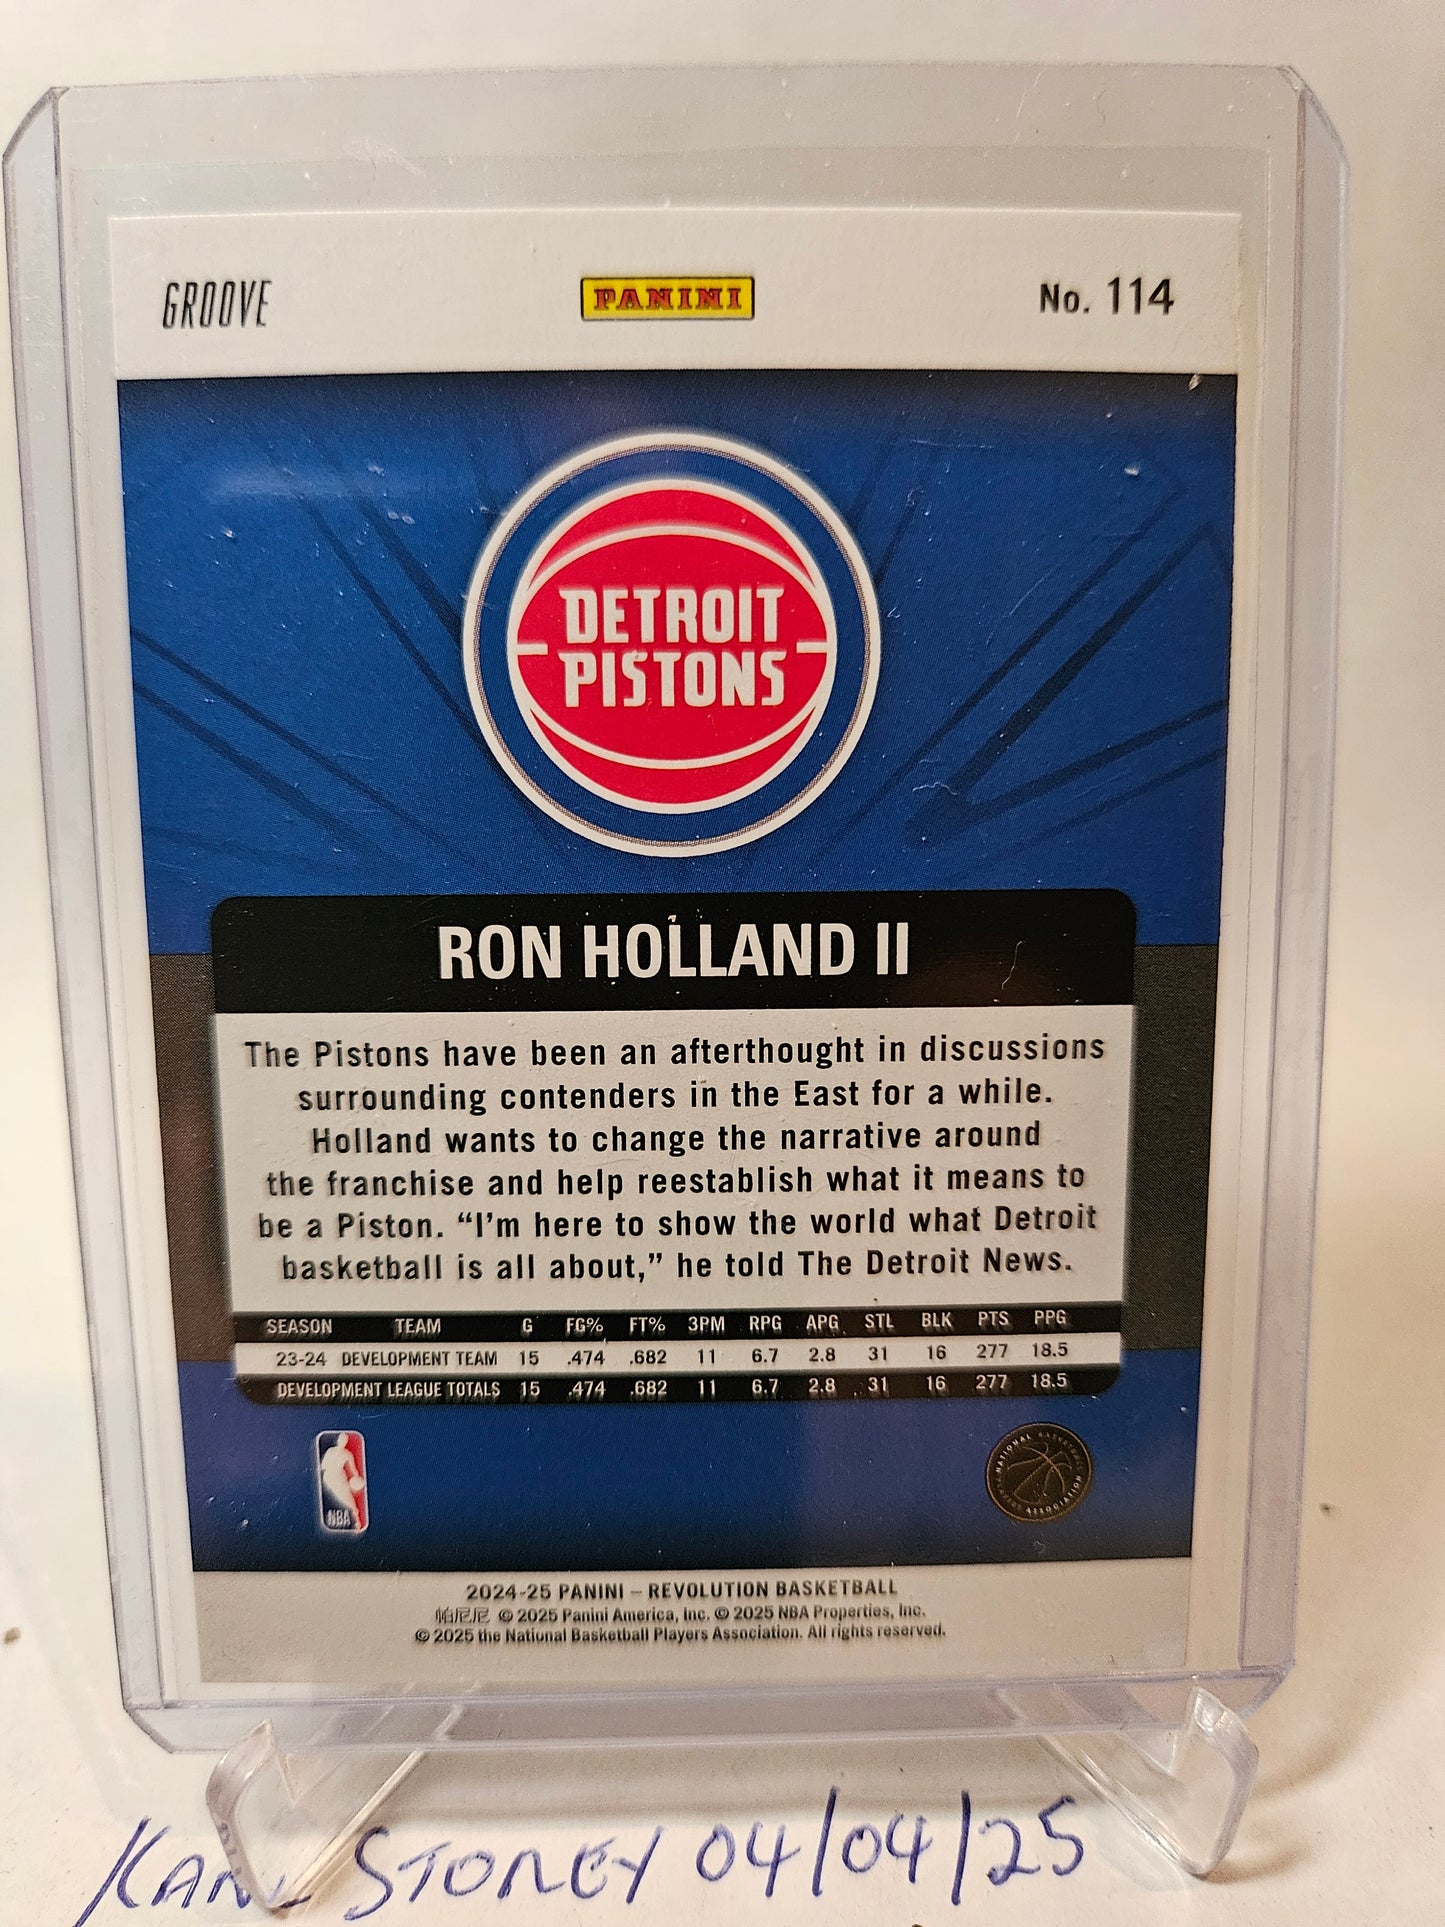 GROOVE
PANINI
No. 114
DETROIT
PISTONS
RON HOLLAND II
The Pistons have been an afterthought in discussions
surrounding contenders in the East for a while.
Holland wants to change the narrative around
the franchise and help reestablish what it means to
be a Piston. “I’m here to show the world what Detroit
basketball is all about,” he told The Detroit News.
SEASON TEAM G FG% FT% 3PM RPG APG STL BLK PTS PPG
23-24 DEVELOPMENT TEAM 15 .474 .682 11 6.7 2.8 31 16 277 18.5
DEVELOPMENT LEAGUE TOTALS 15 .474 .682 11 6.7 2.8 31 16 277 18.5
NBA
NATIONAL BASKETBALL
PLAYERS ASSOCIATION
2024-25 PANINI – REVOLUTION BASKETBALL
帕尼尼 © 2025 Panini America, Inc. © 2025 NBA Properties, Inc.
© 2025 the National Basketball Players Association. All rights reserved.
STOREY 04/04/25